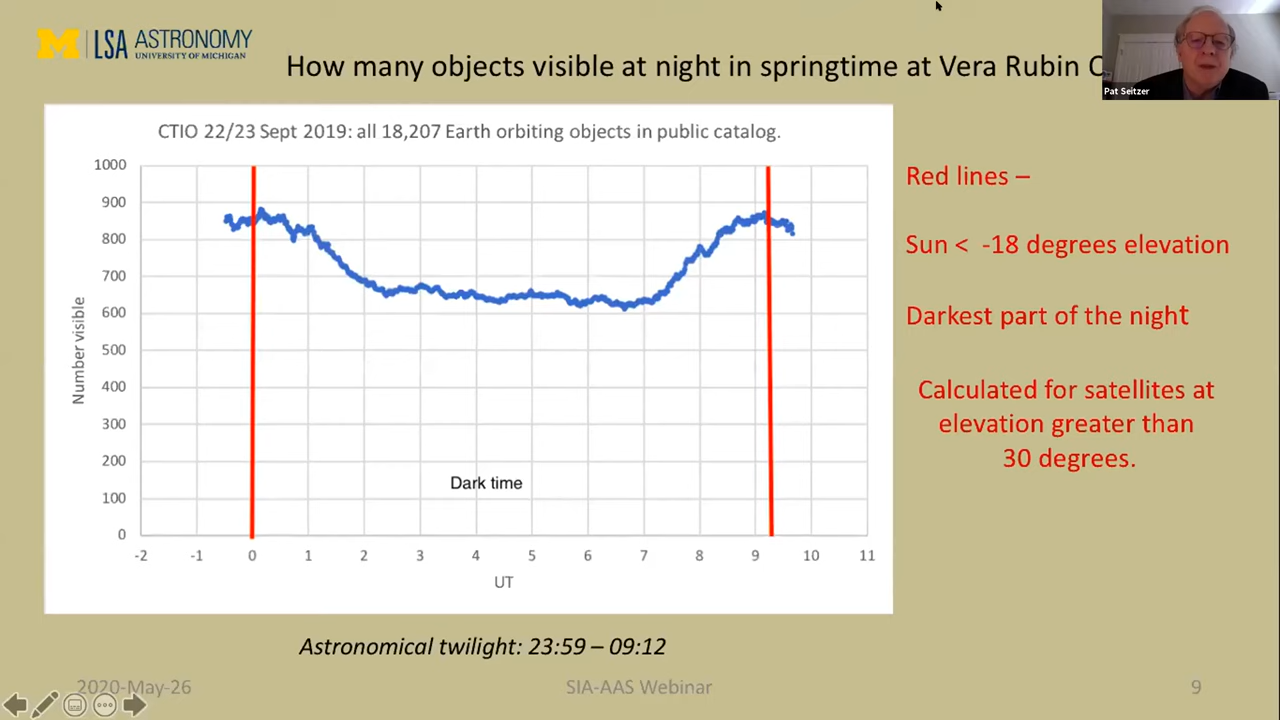 M LSA ASTRONOMY
UNIVERSITY OF MICHIGAN
How many objects visible at night in springtime at Vera Rubin
Pat Seitzer
CTIO 22/23 Sept 2019: all 18,207 Earth orbiting objects in public catalog.
1000
900
800
700
600
500
400
300
200
100
0
Number visible
Dark time
-2 -1 0 1 2 3 4 5 6 7 8 9 10 11
UT
Red lines –
Sun < -18 degrees elevation
Darkest part of the night
Calculated for satellites at
elevation greater than
30 degrees.
Astronomical twilight: 23:59 – 09:12
2020-May-26 SIA-AAS Webinar 9